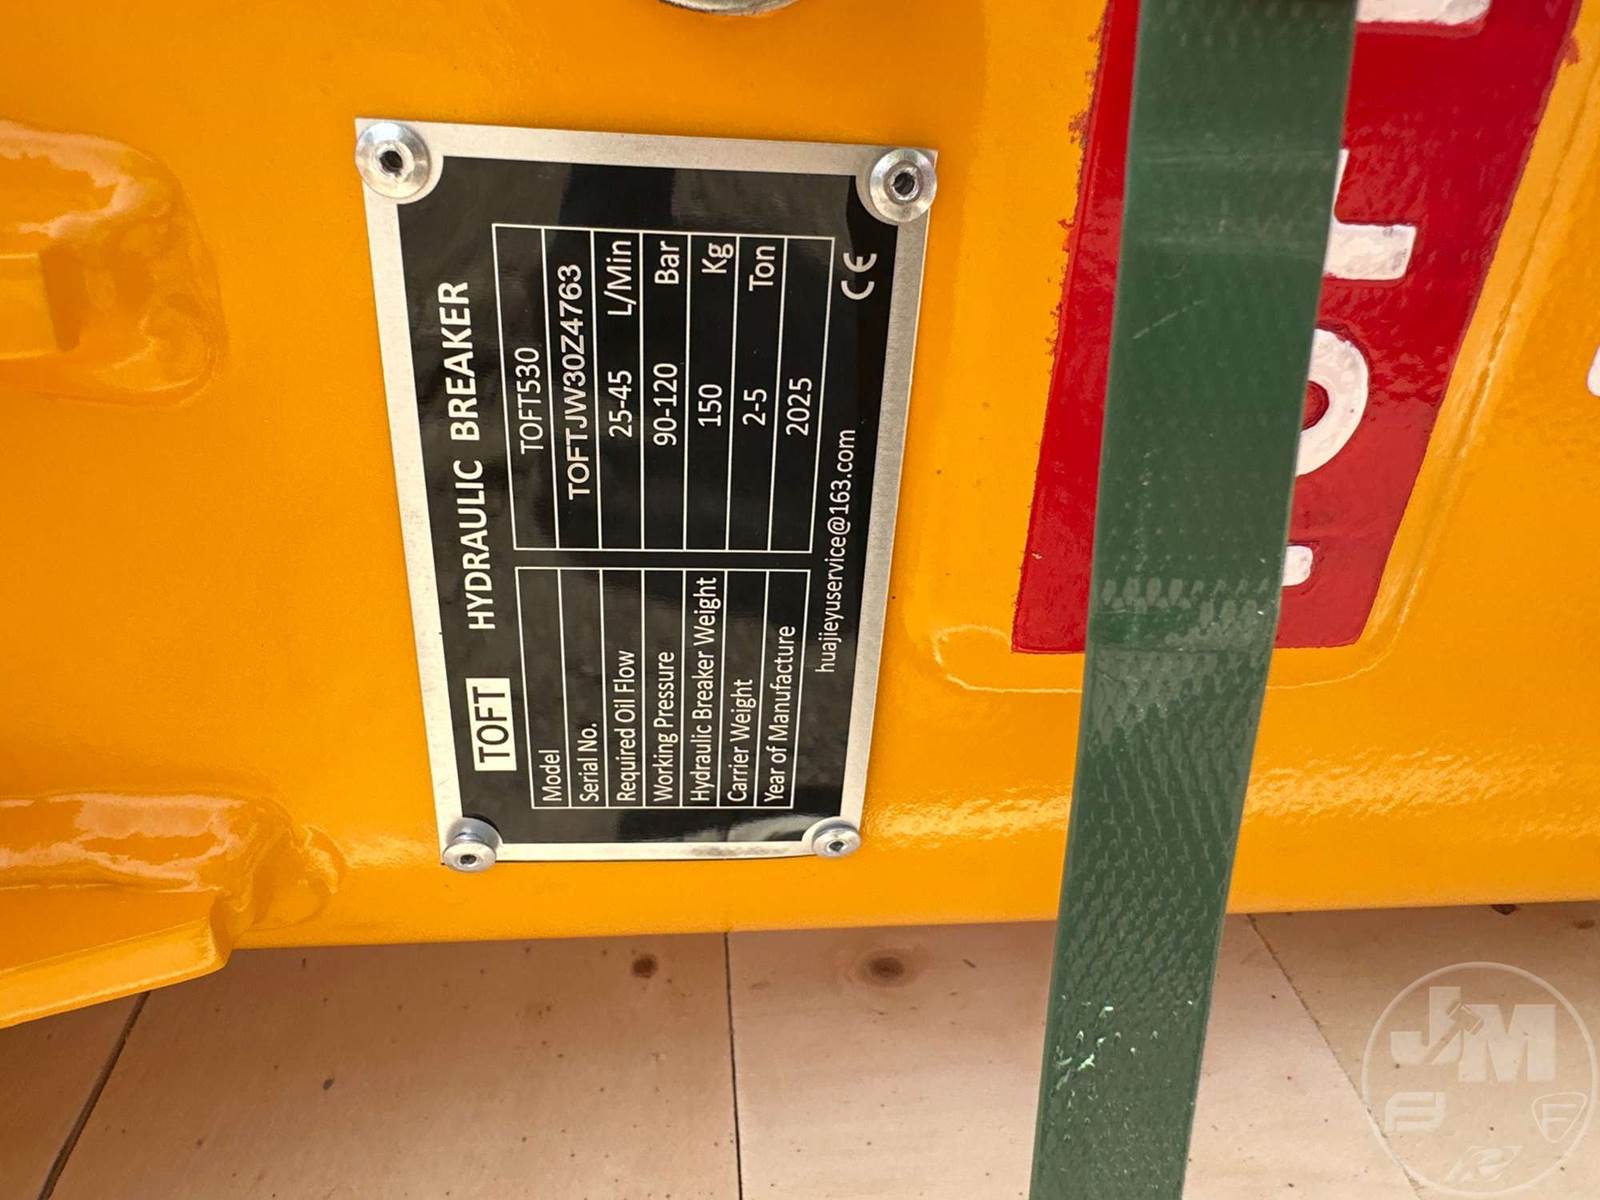 TOFT HYDRAULIC BREAKER
Model TOFT530
Serial No. TOFTJW30Z4763
Required Oil Flow 25-45 L/Min
Working Pressure 90-120 Bar
Hydraulic Breaker Weight 150 Kg
Carrier Weight 2-5 Ton
Year of Manufacture 2025
huajieyuservice@163.com CE
JM